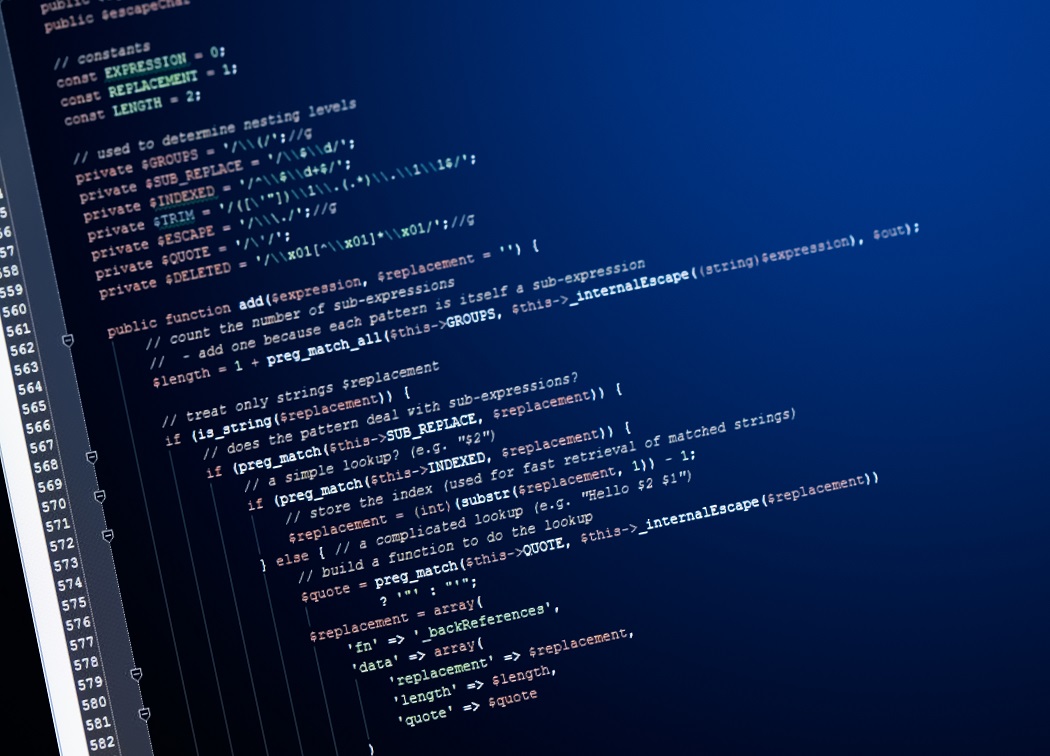 public $escapeChar
// constants
const EXPRESSION = 0;
const REPLACEMENT = 1;
const LENGTH = 2;
// used to determine nesting levels
private $GROUPS = '/\\(/';//g
private $SUB_REPLACE = '/\\$\\d/';
private $INDEXED = '/^\\$\\d+$/';
private $TRIM = '/([\'"])\\1\\.(.*)\\.\\1\\1$/';
private $ESCAPE = '/\\\./';//g
private $QUOTE = '/\'/';
private $DELETED = '/\\x01[^\\x01]*\\x01/';//g
public function add($expression, $replacement = '') {
// count the number of sub-expressions
//  - add one because each pattern is itself a sub-expression
$length = 1 + preg_match_all($this->GROUPS, $this->_internalEscape((string)$expression), $out);
// treat only strings $replacement
if (is_string($replacement)) {
// does the pattern deal with sub-expressions?
if (preg_match($this->SUB_REPLACE, $replacement)) {
// a simple lookup? (e.g. "$2")
if (preg_match($this->INDEXED, $replacement)) {
// store the index (used for fast retrieval of matched strings)
$replacement = (int)(substr($replacement, 1)) - 1;
} else { // a complicated lookup (e.g. "Hello $2 $1")
// build a function to do the lookup
$quote = preg_match($this->QUOTE, $this->_internalEscape($replacement))
? '"' : "'";
$replacement = array(
'fn' => '_backReferences',
'data' => array(
'replacement' => $replacement,
'length' => $length,
'quote' => $quote
)
558
559
560
561
562
563
564
565
566
567
568
569
570
571
572
573
574
575
576
577
578
579
580
581
582